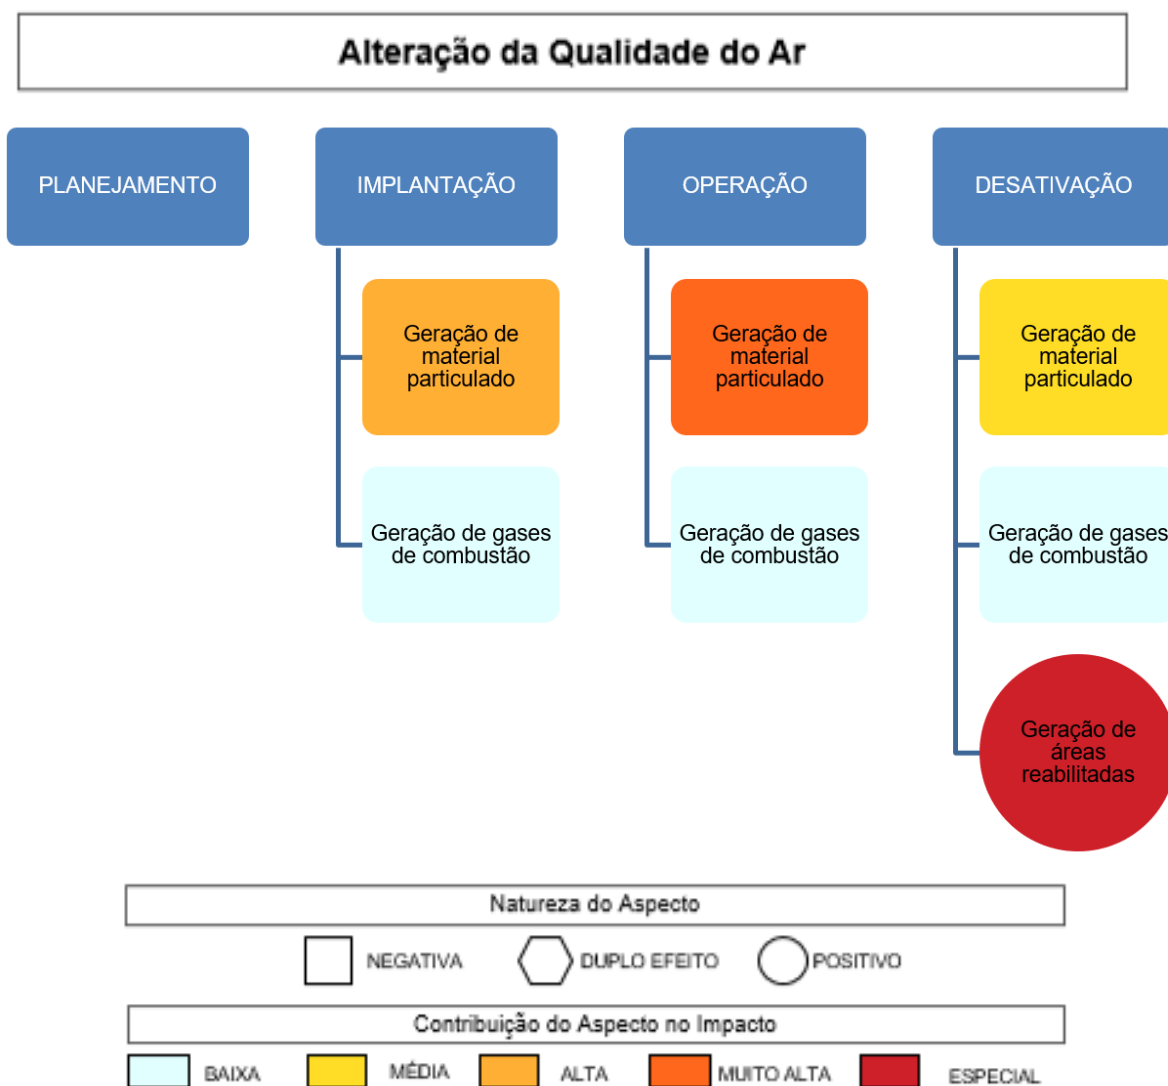 Alteração da Qualidade do Ar
PLANEJAMENTO
IMPLANTAÇÃO
OPERAÇÃO
DESATIVAÇÃO
Geração de
material
particulado
Geração de
material
particulado
Geração de
material
particulado
Geração de gases
de combustão
Geração de gases
de combustão
Geração de gases
de combustão
Geração de
áreas
reabilitadas
Natureza do Aspecto
NEGATIVA
DUPLO EFEITO
POSITIVO
Contribuição do Aspecto no Impacto
BAIXA
MÉDIA
ALTA
MUITO ALTA
ESPECIAL